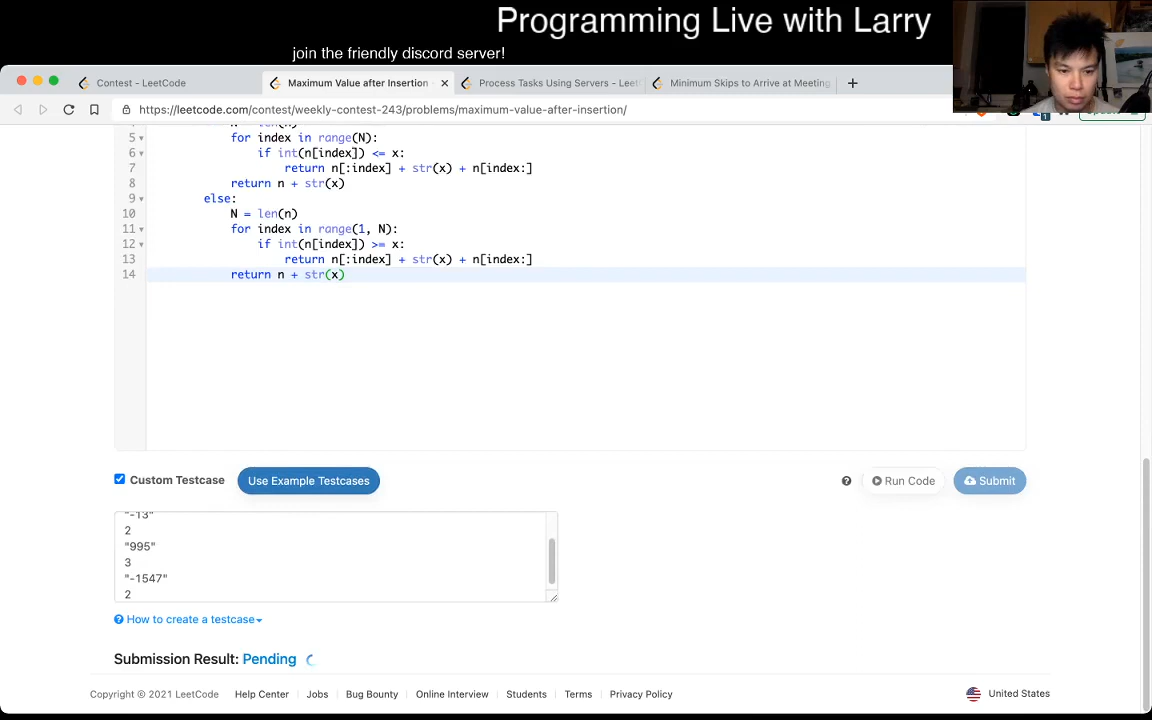 Programming Live with Larry
join the friendly discord server!
Contest - LeetCode
Maximum Value after Insertion
Process Tasks Using Servers - Leet
Minimum Skips to Arrive at Meeting
https://leetcode.com/contest/weekly-contest-243/problems/maximum-value-after-insertion/
5 for index in range(N):
6 if int(n[index]) <= x:
7 return n[:index] + str(x) + n[index:]
8 return n + str(x)
9 else:
10 N = len(n)
11 for index in range(1, N):
12 if int(n[index]) >= x:
13 return n[:index] + str(x) + n[index:]
14 return n + str(x)
Custom Testcase
Use Example Testcases
Run Code
Submit
"-13"
2
"995"
3
"-1547"
2
How to create a testcase
Submission Result: Pending
Copyright © 2021 LeetCode
Help Center
Jobs
Bug Bounty
Online Interview
Students
Terms
Privacy Policy
United States